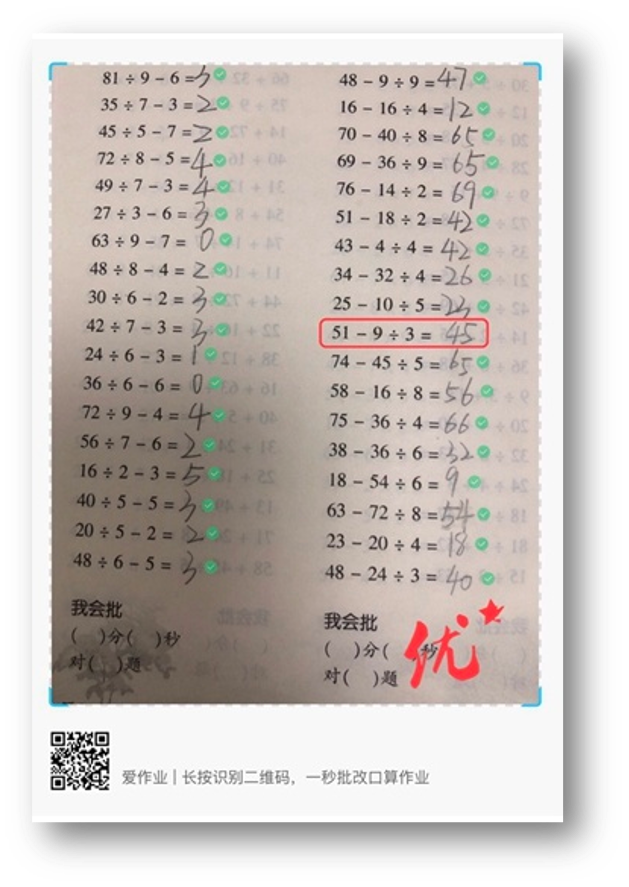 81 ÷ 9 - 6 = 3
35 ÷ 7 - 3 = 2
45 ÷ 5 - 7 = 2
72 ÷ 8 - 5 = 4
49 ÷ 7 - 3 = 4
27 ÷ 3 - 6 = 3
63 ÷ 9 - 7 = 0
48 ÷ 8 - 4 = 2
30 ÷ 6 - 2 = 3
42 ÷ 7 - 3 = 3
24 ÷ 6 - 3 = 1
36 ÷ 6 - 6 = 0
72 ÷ 9 - 4 = 4
56 ÷ 7 - 6 = 2
16 ÷ 2 - 3 = 5
40 ÷ 5 - 5 = 3
20 ÷ 5 - 2 = 2
48 ÷ 6 - 5 = 3
我会批
( )分( )秒
对( )题
48 - 9 ÷ 9 = 47
16 - 16 ÷ 4 = 12
70 - 40 ÷ 8 = 65
69 - 36 ÷ 9 = 65
76 - 14 ÷ 2 = 69
51 - 18 ÷ 2 = 42
43 - 4 ÷ 4 = 42
34 - 32 ÷ 4 = 26
25 - 10 ÷ 5 = 23
51 - 9 ÷ 3 = 45
74 - 45 ÷ 5 = 65
58 - 16 ÷ 8 = 56
75 - 36 ÷ 4 = 66
38 - 36 ÷ 6 = 32
18 - 54 ÷ 6 = 9
63 - 72 ÷ 8 = 54
23 - 20 ÷ 4 = 18
48 - 24 ÷ 3 = 40
我会批
( )分( )秒
对( )题
优
爱作业 | 长按识别二维码，一秒批改口算作业